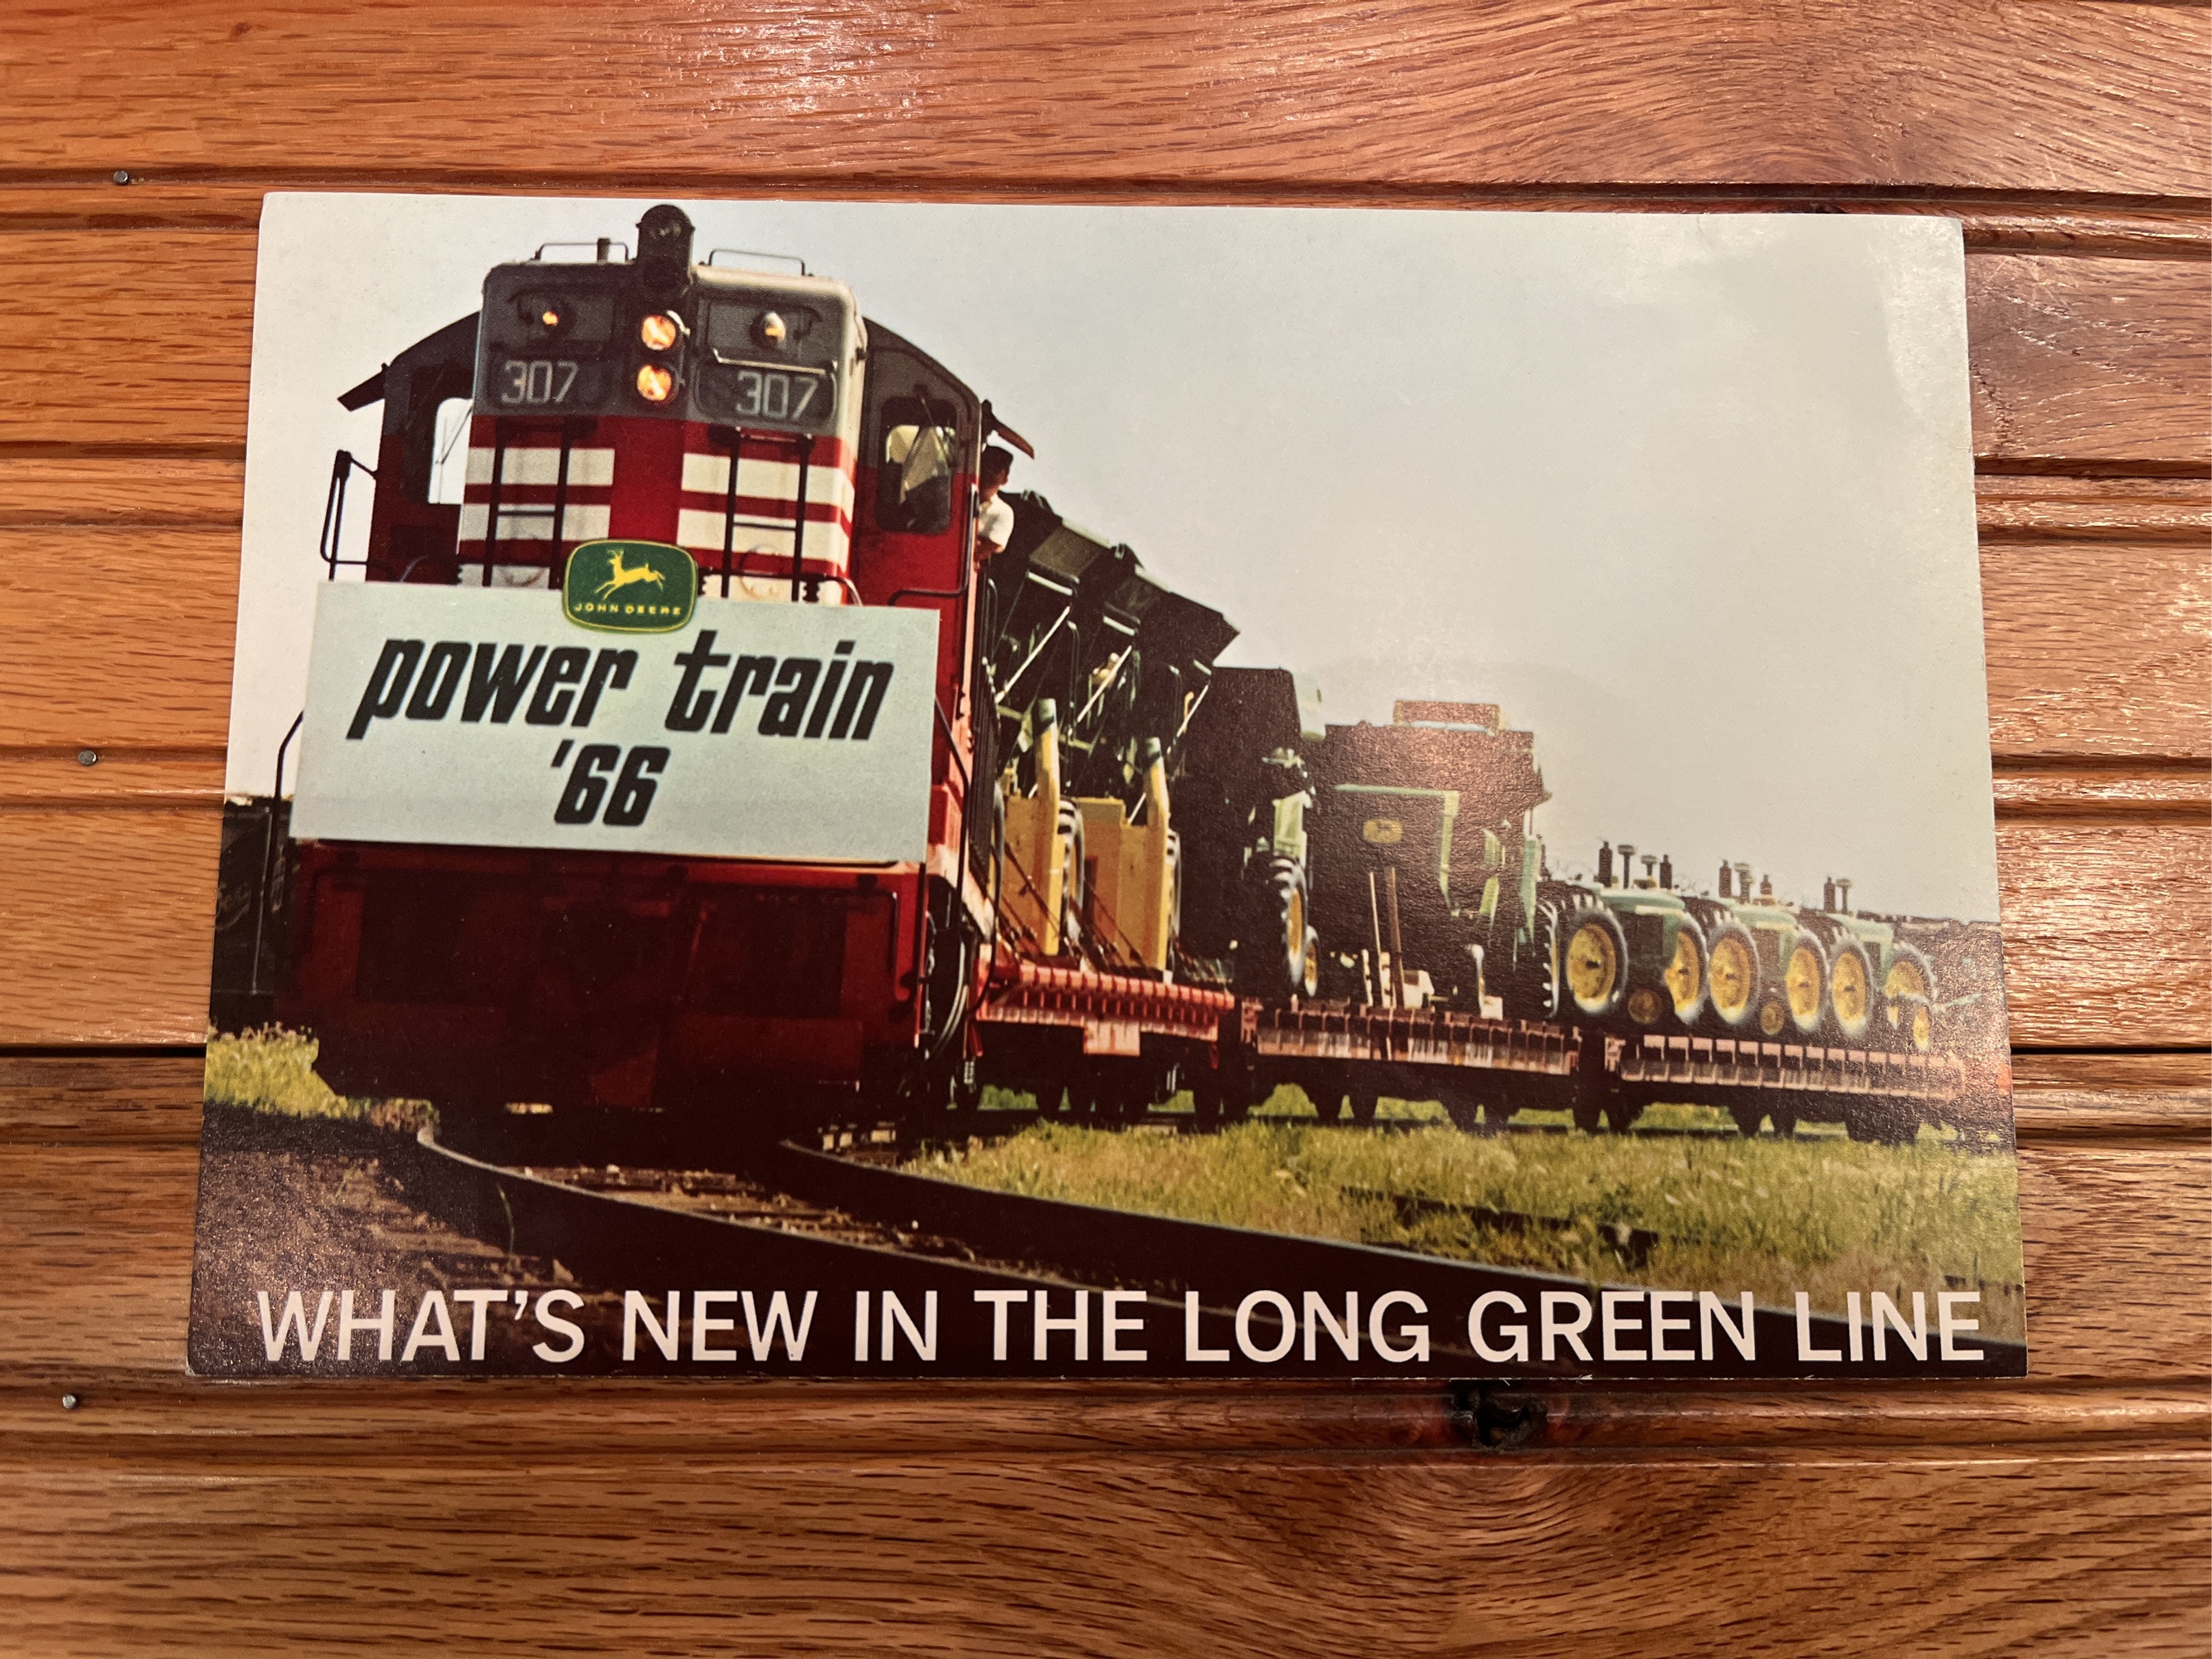 307 307
JOHN DEERE
power train
'66
WHAT'S NEW IN THE LONG GREEN LINE